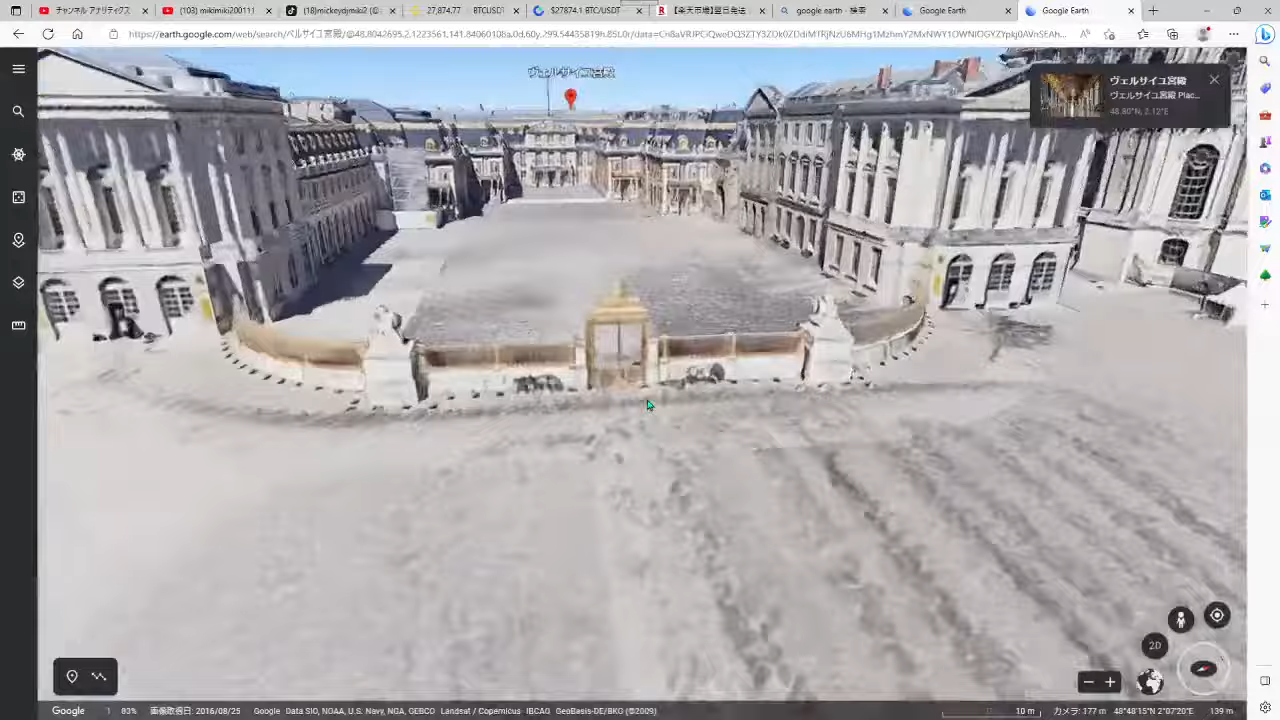 チャンネル アナリティクス
(103) mikimiki200111
(18)mickeydjmiki2 (@
27,874.77 BTCUSDT
$27874.1 BTC/USDT
【楽天市場】翌日発送
google earth - 検索
Google Earth
Google Earth
ヴェルサイユ宮殿
ヴェルサイユ宮殿
ヴェルサイユ宮殿 Plac...
48.80°N, 2.12°E
2D
Google
83%
画像取得日: 2016/08/25
Google Data SIO, NOAA, U.S. Navy, NGA, GEBCO Landsat / Copernicus IBCAO GeoBasis-DE/BKG (©2009)
10 m
カメラ: 177 m
48°48'15"N 2°07'20"E
139 m